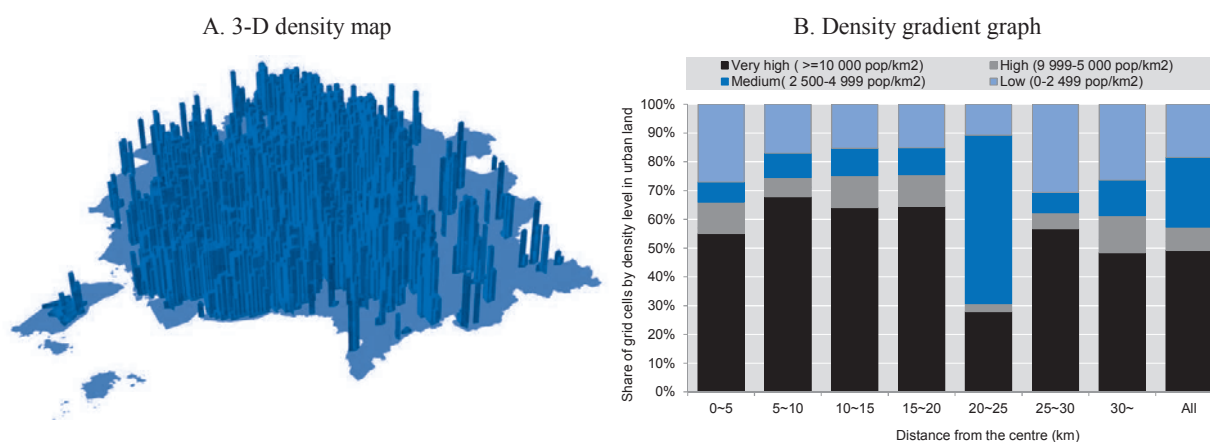 A. 3-D density map
B. Density gradient graph
Very high ( >=10 000 pop/km2)
High (9 999-5 000 pop/km2)
Medium( 2 500-4 999 pop/km2)
Low (0-2 499 pop/km2)
Share of grid cells by density level in urban land
100%
90%
80%
70%
60%
50%
40%
30%
20%
10%
0%
0~5 5~10 10~15 15~20 20~25 25~30 30~ All
Distance from the centre (km)